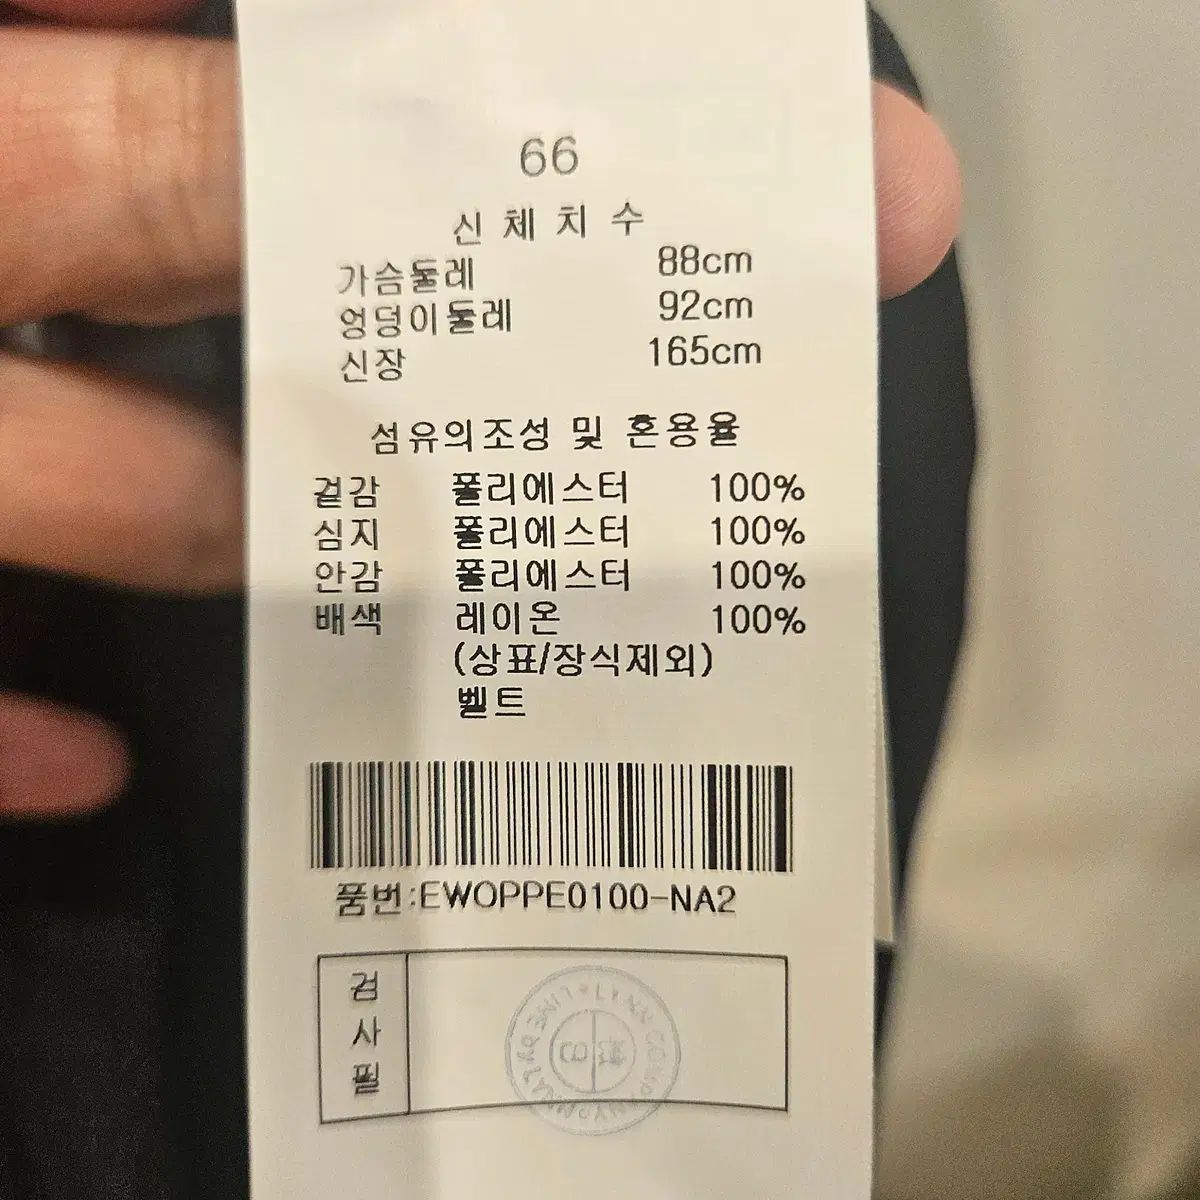 66
신체치수
가슴둘레 88cm
엉덩이둘레 92cm
신장 165cm
섬유의조성 및 혼용율
겉감 폴리에스터 100%
심지 폴리에스터 100%
안감 폴리에스터 100%
배색 레이온 100%
(상표/장식제외)
벨트
품번:EWOPPE0100-NA2
검사필